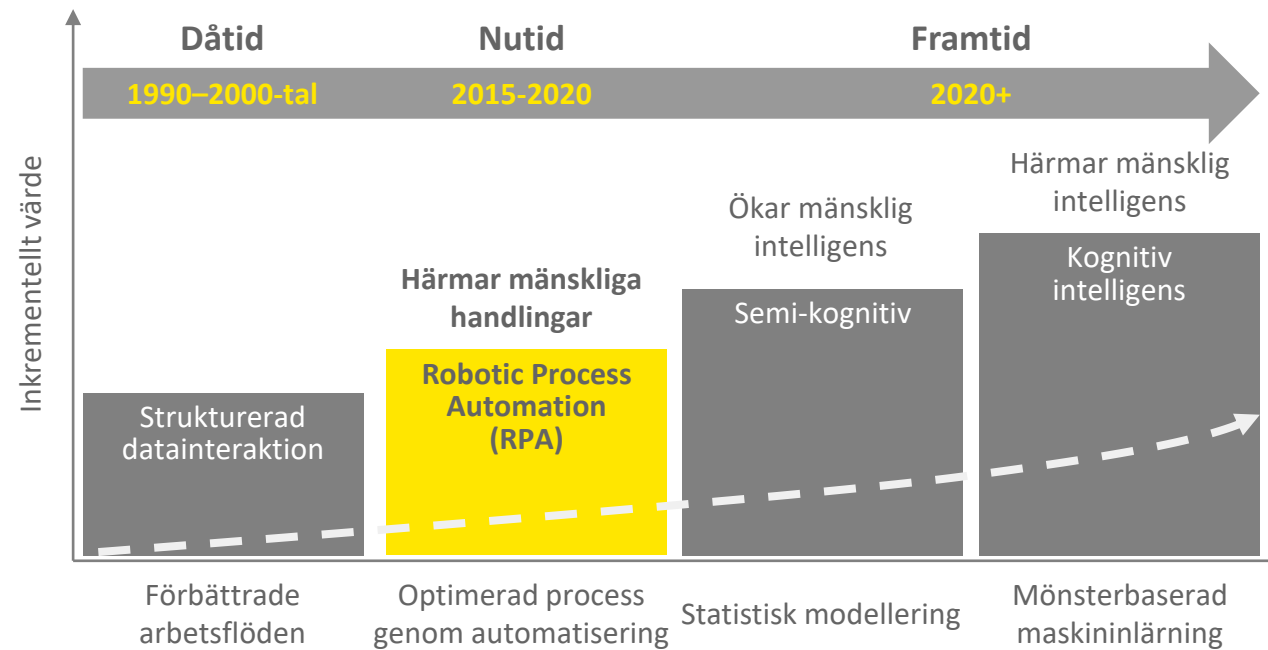 Dåtid
Nutid
Framtid
1990–2000-tal
2015-2020
2020+
Inkrementellt värde
Strukturerad
datainteraktion
Härmar mänskliga
handlingar
Robotic Process
Automation
(RPA)
Ökar mänsklig
intelligens
Semi-kognitiv
Härmar mänsklig
intelligens
Kognitiv
intelligens
Förbättrade
arbetsflöden
Optimerad process
genom automatisering
Statistisk modellering
Mönsterbaserad
maskininlärning